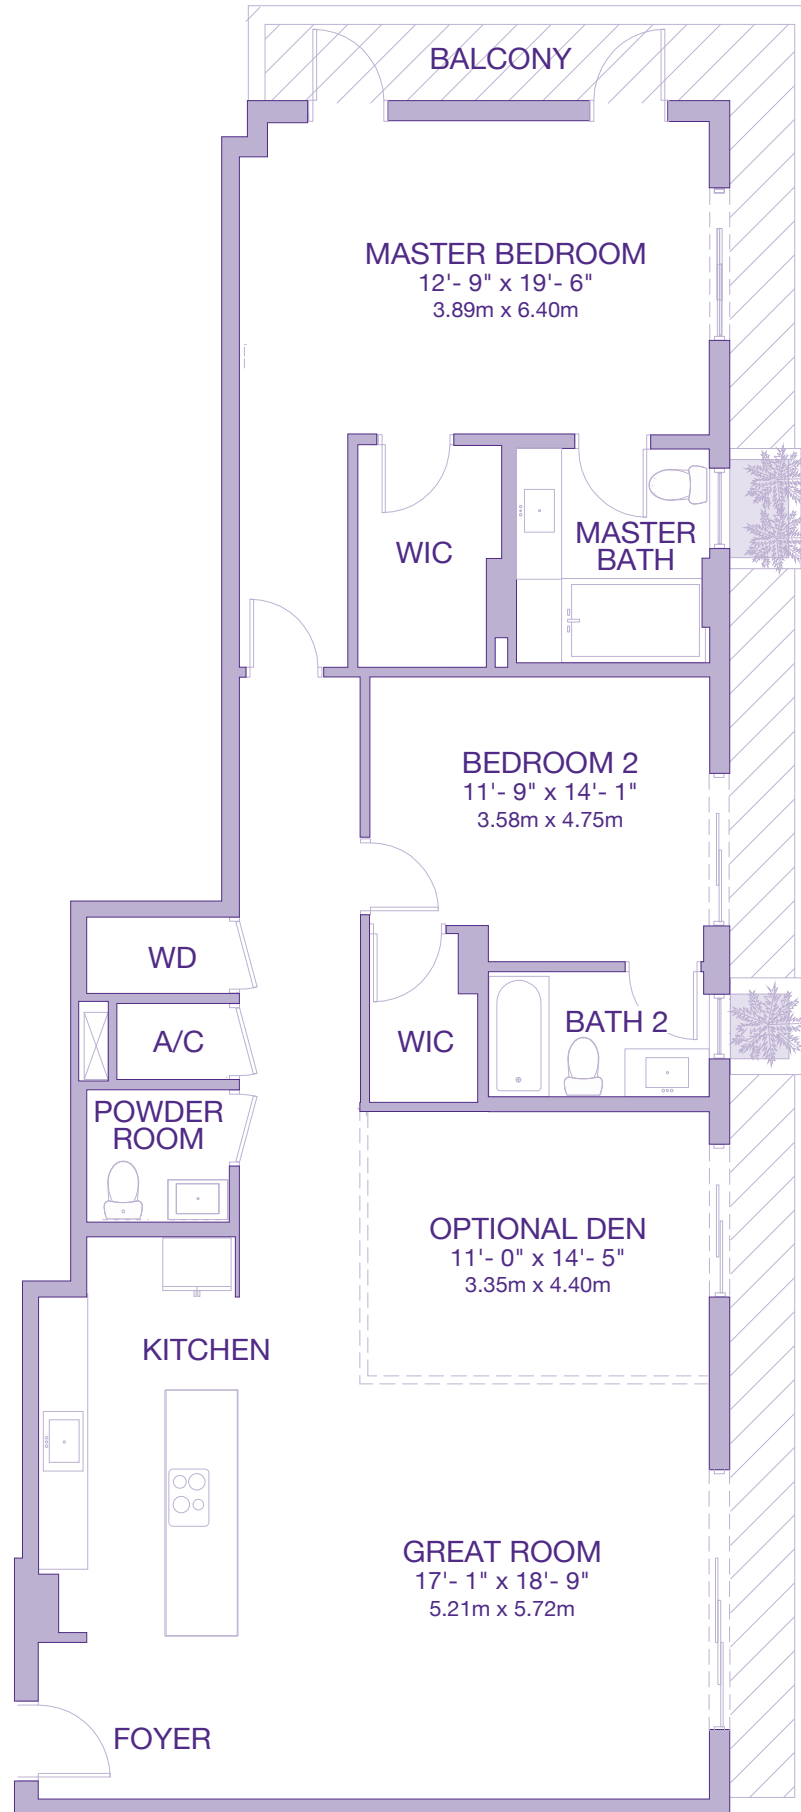 BALCONY
MASTER BEDROOM
12'- 9" x 19'- 6"
3.89m x 6.40m
WIC
MASTER
BATH
BEDROOM 2
11'- 9" x 14'- 1"
3.58m x 4.75m
WD
A/C
WIC
BATH 2
POWDER
ROOM
OPTIONAL DEN
11'- 0" x 14'- 5"
3.35m x 4.40m
KITCHEN
GREAT ROOM
17'- 1" x 18'- 9"
5.21m x 5.72m
FOYER